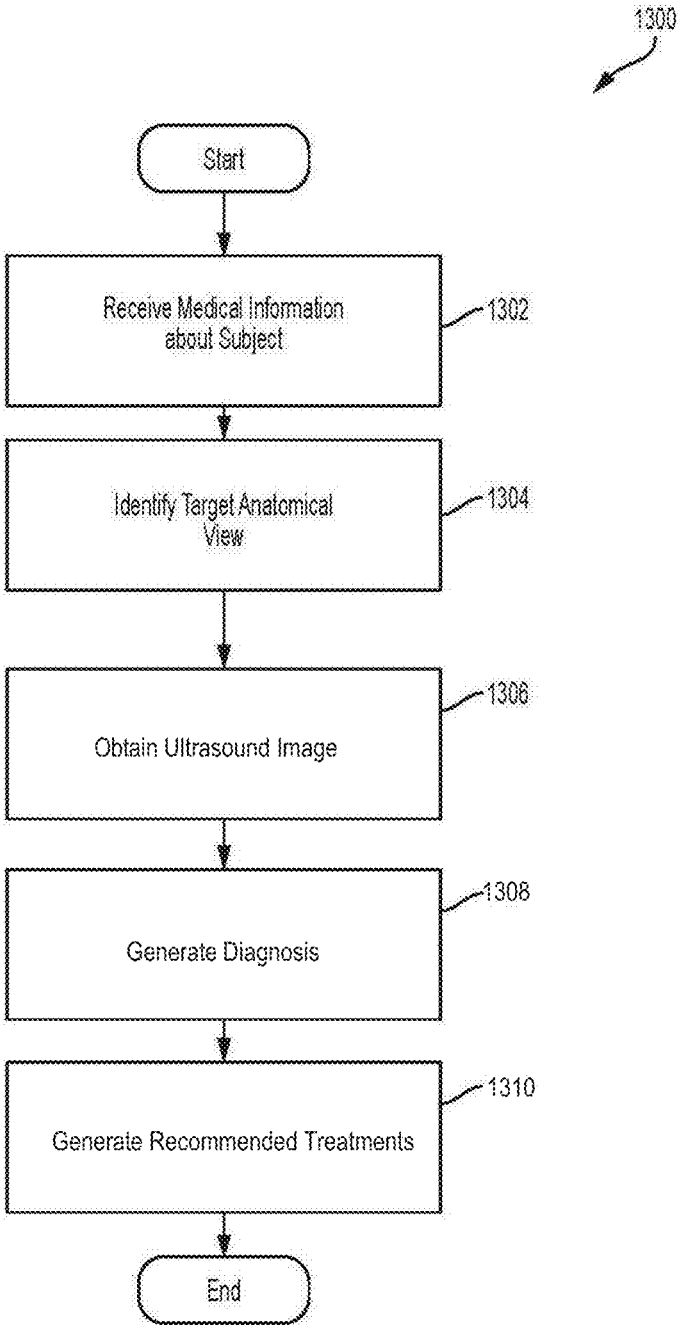 1300
Start
Receive Medical Information
about Subject
1302
Identify Target Anatomical
View
1304
Obtain Ultrasound Image
1306
Generate Diagnosis
1308
Generate Recommended Treatments
1310
End